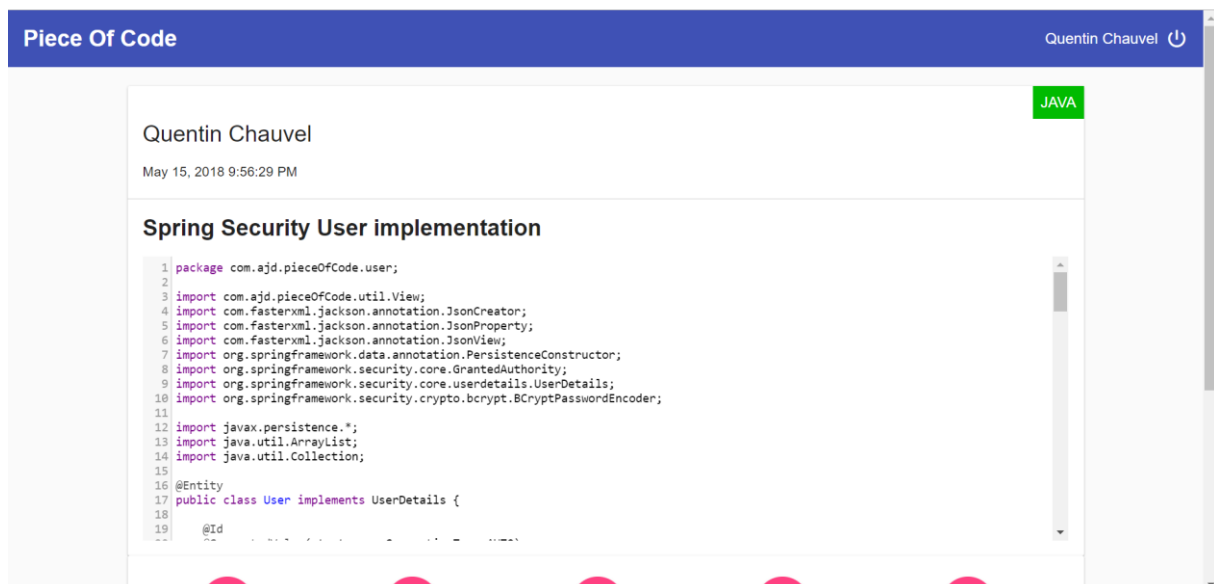 Piece Of Code
Quentin Chauvel
JAVA
Quentin Chauvel
May 15, 2018 9:56:29 PM
Spring Security User implementation
1 package com.ajd.pieceOfCode.user;
2
3 import com.ajd.pieceOfCode.util.View;
4 import com.fasterxml.jackson.annotation.JsonCreator;
5 import com.fasterxml.jackson.annotation.JsonProperty;
6 import com.fasterxml.jackson.annotation.JsonView;
7 import org.springframework.data.annotation.PersistenceConstructor;
8 import org.springframework.security.core.GrantedAuthority;
9 import org.springframework.security.core.userdetails.UserDetails;
10 import org.springframework.security.crypto.bcrypt.BCryptPasswordEncoder;
11
12 import javax.persistence.*;
13 import java.util.ArrayList;
14 import java.util.Collection;
15
16 @Entity
17 public class User implements UserDetails {
18
19 @Id